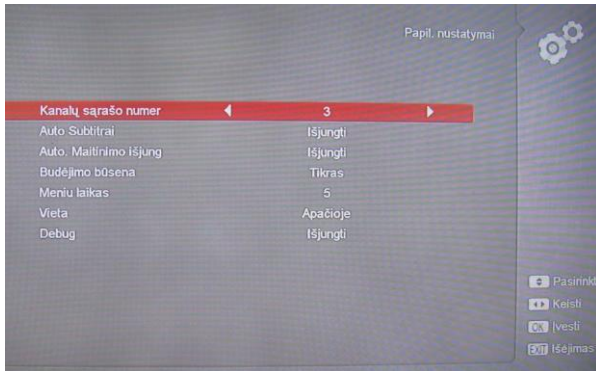 Papil. nustatymai
Kanalų sąrašo numer 3
Auto Subtitrai Išjungti
Auto. Maitinimo išjung Išjungti
Budėjimo būsena Tikras
Meniu laikas 5
Vieta Apačioje
Debug Išjungti
Pasirinkt
Keisti
OK Įvesti
EXIT Išėjimas